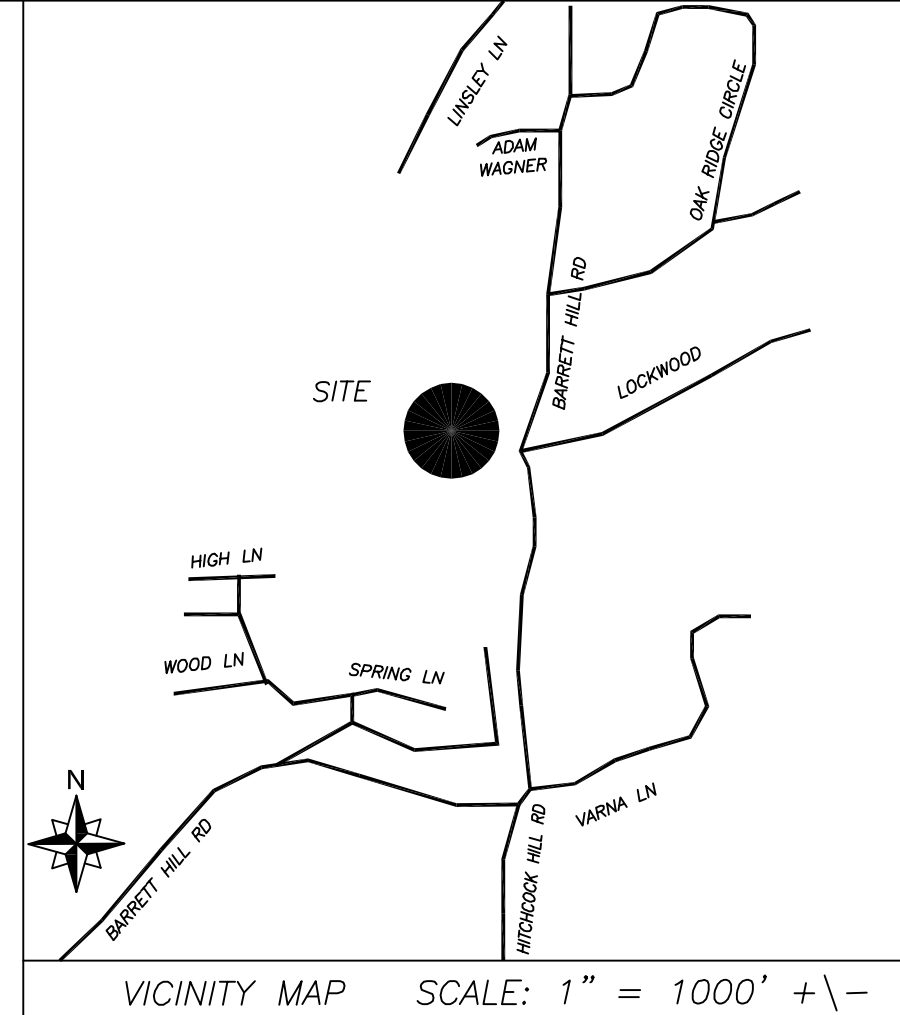 LINSLEY LN
ADAM
WAGNER
OAK RIDGE CIRCLE
BARRETT HILL RD
LOCKWOOD
SITE
HIGH LN
WOOD LN
SPRING LN
N
BARRETT HILL RD
HITCHCOCK HILL RD
VARNA LN
VICINITY MAP SCALE: 1" = 1000' +\-